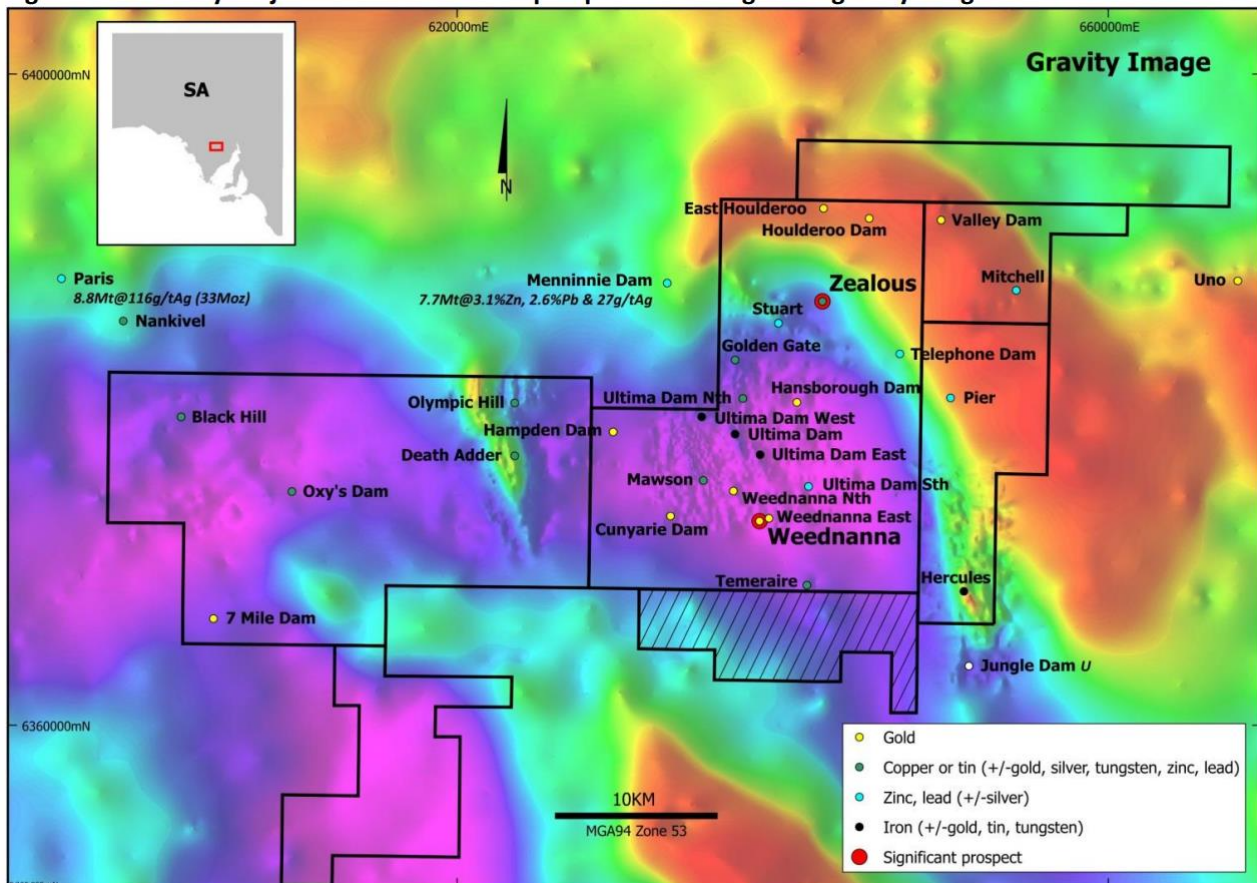 620000mE
660000mE
6400000mN
Gravity Image
SA
N
East Houlderoo
Houlderoo Dam
Valley Dam
Paris
8.8Mt@116g/tAg (33Moz)
Nankivel
Menninnie Dam
7.7Mt@3.1%Zn, 2.6%Pb & 27g/tAg
Zealous
Mitchell
Uno
Stuart
Golden Gate
Telephone Dam
Olympic Hill
Ultima Dam Nth
Hansborough Dam
Pier
Black Hill
Hampden Dam
Ultima Dam West
Ultima Dam
Death Adder
Ultima Dam East
Oxy's Dam
Mawson
Ultima Dam Sth
Weednanna Nth
Cunyarie Dam
Weednanna East
Weednanna
Temeraire
Hercules
7 Mile Dam
Jungle Dam U
6360000mN
10KM
MGA94 Zone 53
Gold
Copper or tin (+/-gold, silver, tungsten, zinc, lead)
Zinc, lead (+/-silver)
Iron (+/-gold, tin, tungsten)
Significant prospect